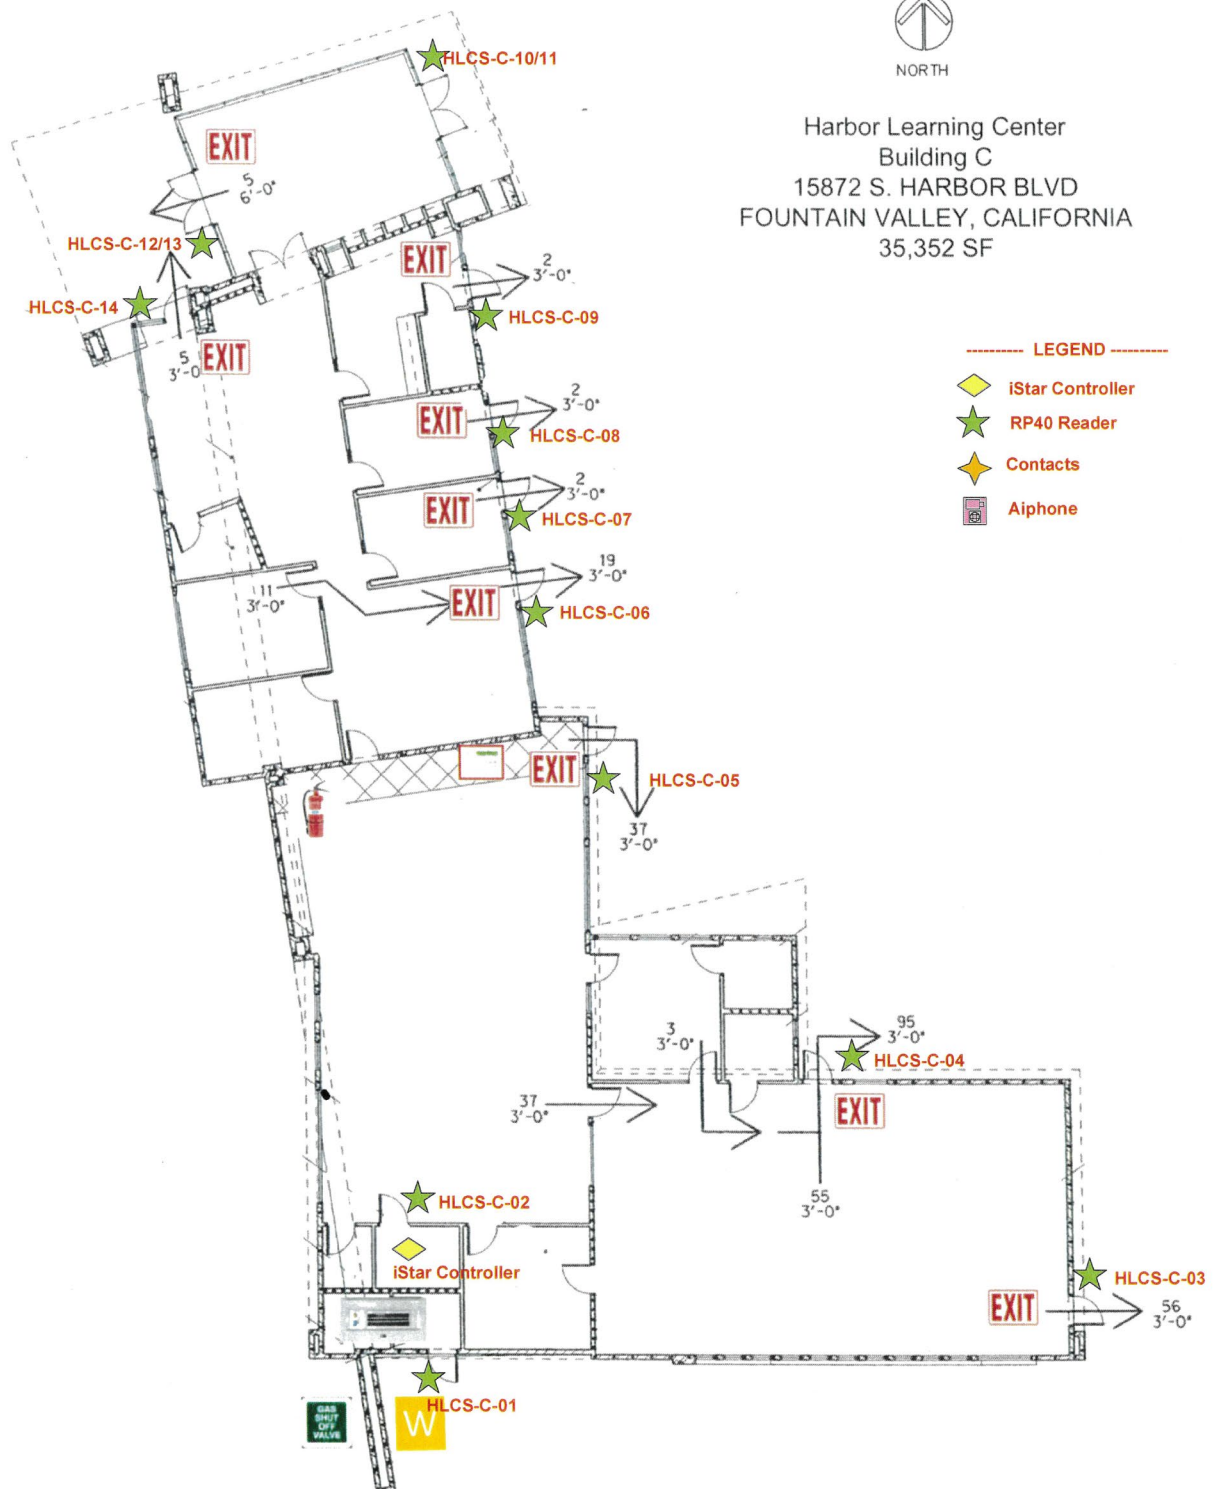 NORTH
Harbor Learning Center
Building C
15872 S. HARBOR BLVD
FOUNTAIN VALLEY, CALIFORNIA
35,352 SF
---------- LEGEND ----------
iStar Controller
RP40 Reader
Contacts
Aiphone
HLCS-C-10/11
EXIT
5
6'-0"
HLCS-C-12/13
EXIT
2
3'-0"
HLCS-C-14
HLCS-C-09
5
3'-0
EXIT
2
3'-0"
EXIT
HLCS-C-08
2
3'-0"
EXIT
HLCS-C-07
19
3'-0"
11
3'-0"
EXIT
HLCS-C-06
EXIT
HLCS-C-05
37
3'-0"
3
3'-0"
95
3'-0"
HLCS-C-04
37
3'-0"
EXIT
55
3'-0"
HLCS-C-02
iStar Controller
HLCS-C-03
EXIT
56
3'-0"
HLCS-C-01
GAS
SHUT
OFF
VALVE
W